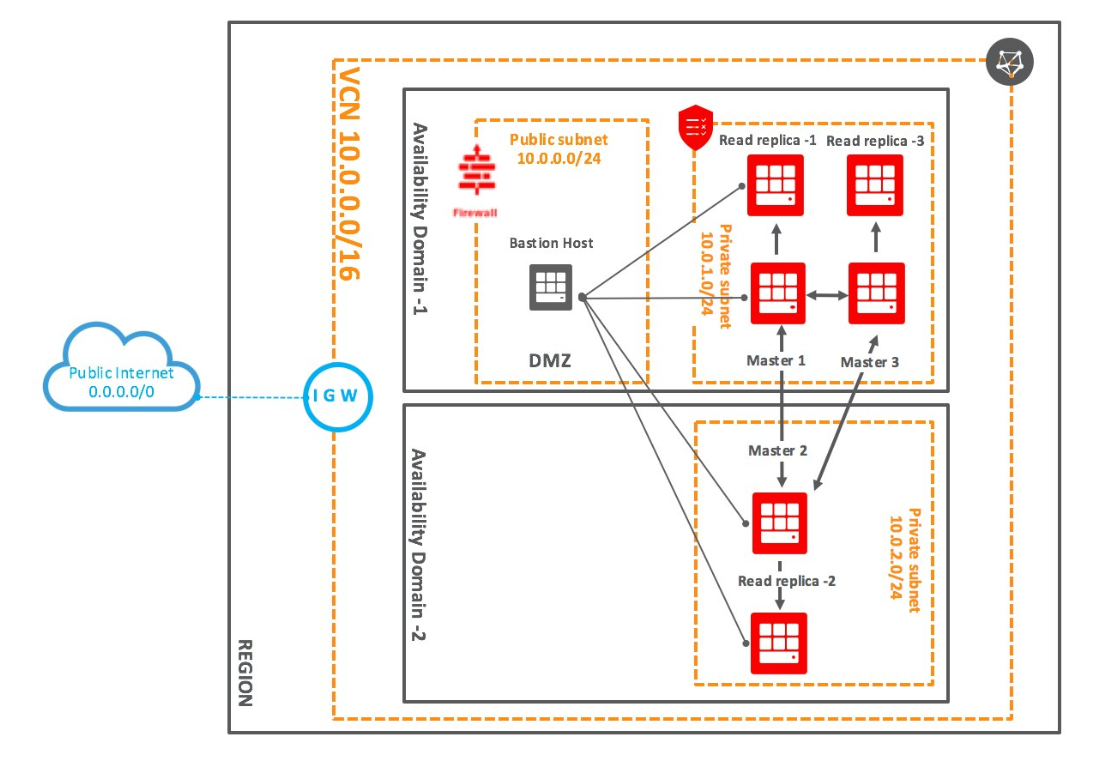 VCN 10.0.0.0/16
Availability Domain -1
Public subnet
10.0.0.0/24
Firewall
Bastion Host
DMZ
Read replica -1
Read replica -3
Private subnet
10.0.1.0/24
Master 1
Master 3
Public Internet
0.0.0.0/0
I G W
Availability Domain -2
Master 2
Private subnet
10.0.2.0/24
Read replica -2
REGION